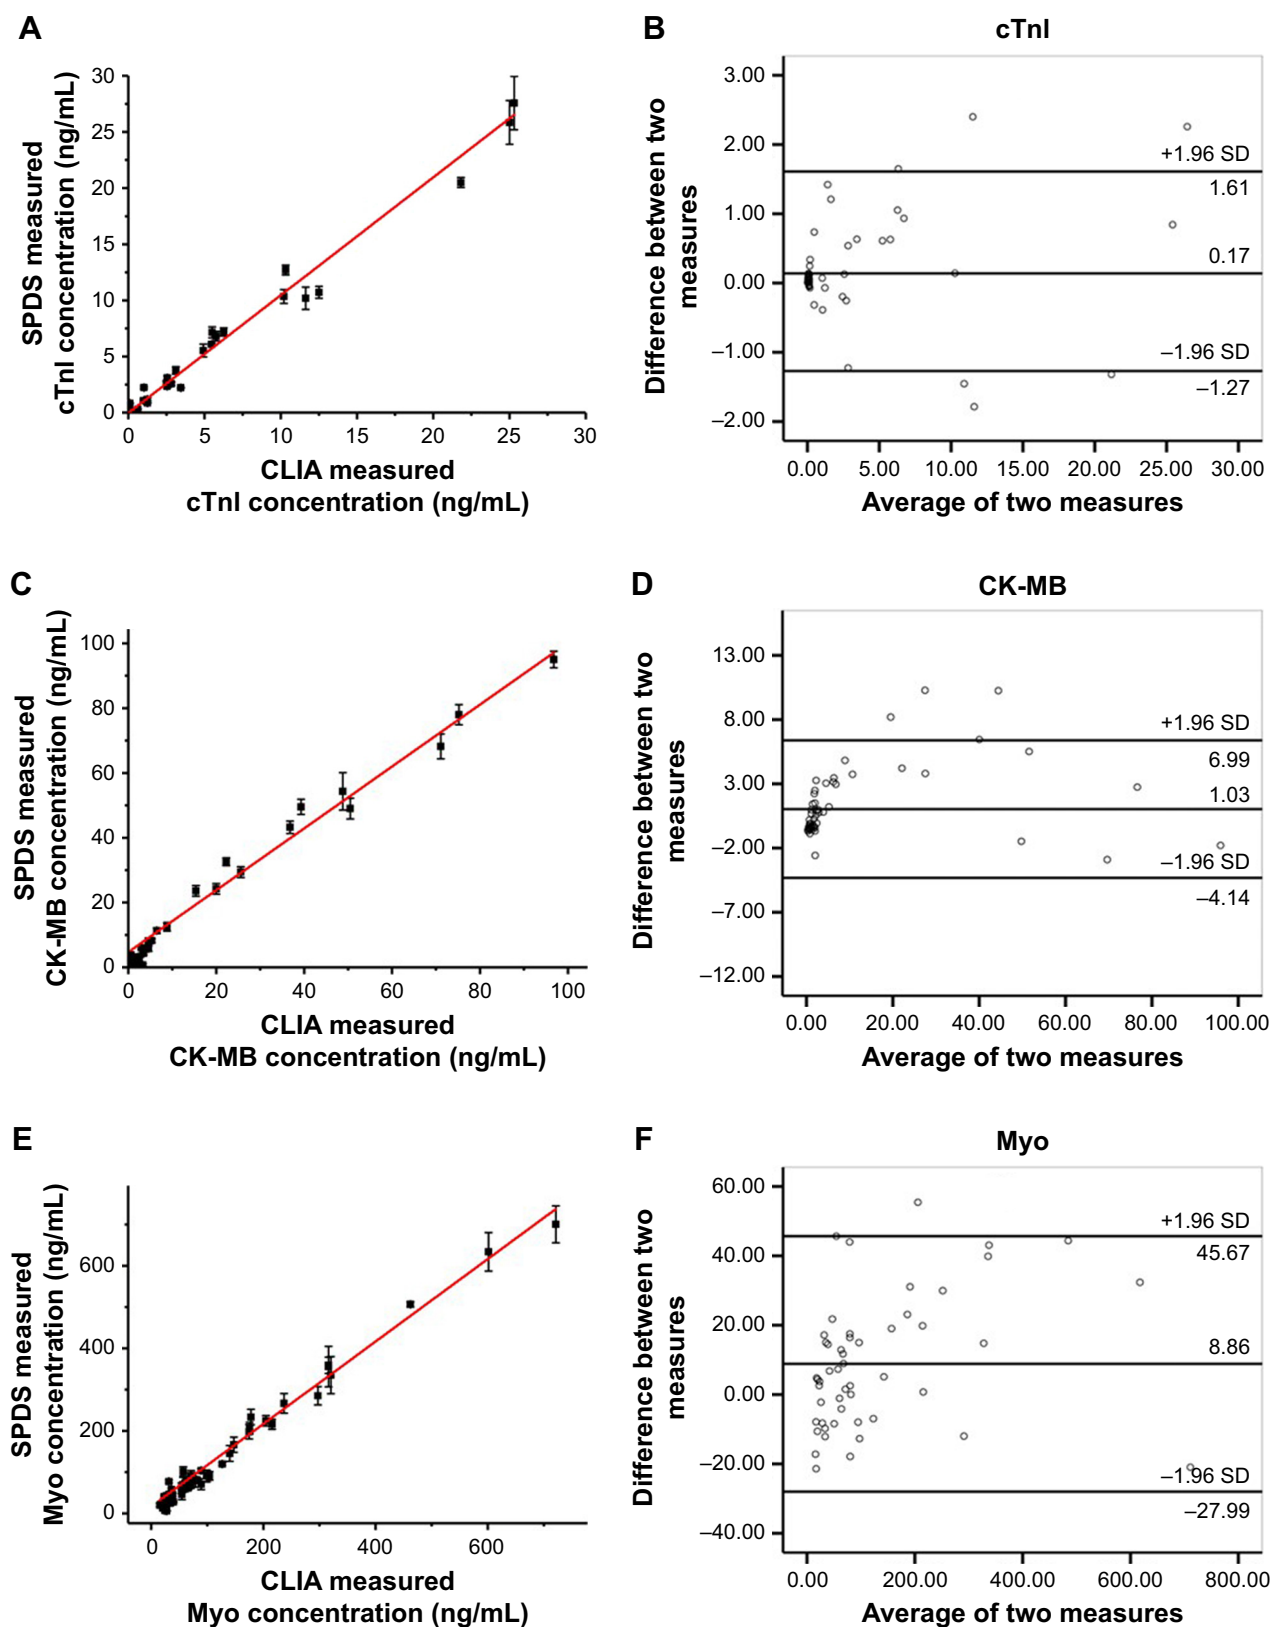 A
SPDS measured
cTnI concentration (ng/mL)
30
25
20
15
10
5
0
0 5 10 15 20 25 30
CLIA measured
cTnI concentration (ng/mL)
B
cTnI
Difference between two
measures
3.00
2.00
1.00
0.00
–1.00
–2.00
+1.96 SD
1.61
0.17
–1.96 SD
–1.27
0.00 5.00 10.00 15.00 20.00 25.00 30.00
Average of two measures
C
SPDS measured
CK-MB concentration (ng/mL)
100
80
60
40
20
0
0 20 40 60 80 100
CLIA measured
CK-MB concentration (ng/mL)
D
CK-MB
Difference between two
measures
13.00
8.00
3.00
–2.00
–7.00
–12.00
+1.96 SD
6.99
1.03
–1.96 SD
–4.14
0.00 20.00 40.00 60.00 80.00 100.00
Average of two measures
E
SPDS measured
Myo concentration (ng/mL)
600
400
200
0
0 200 400 600
CLIA measured
Myo concentration (ng/mL)
F
Myo
Difference between two
measures
60.00
40.00
20.00
0.00
–20.00
–40.00
+1.96 SD
45.67
8.86
–1.96 SD
–27.99
0.00 200.00 400.00 600.00 800.00
Average of two measures